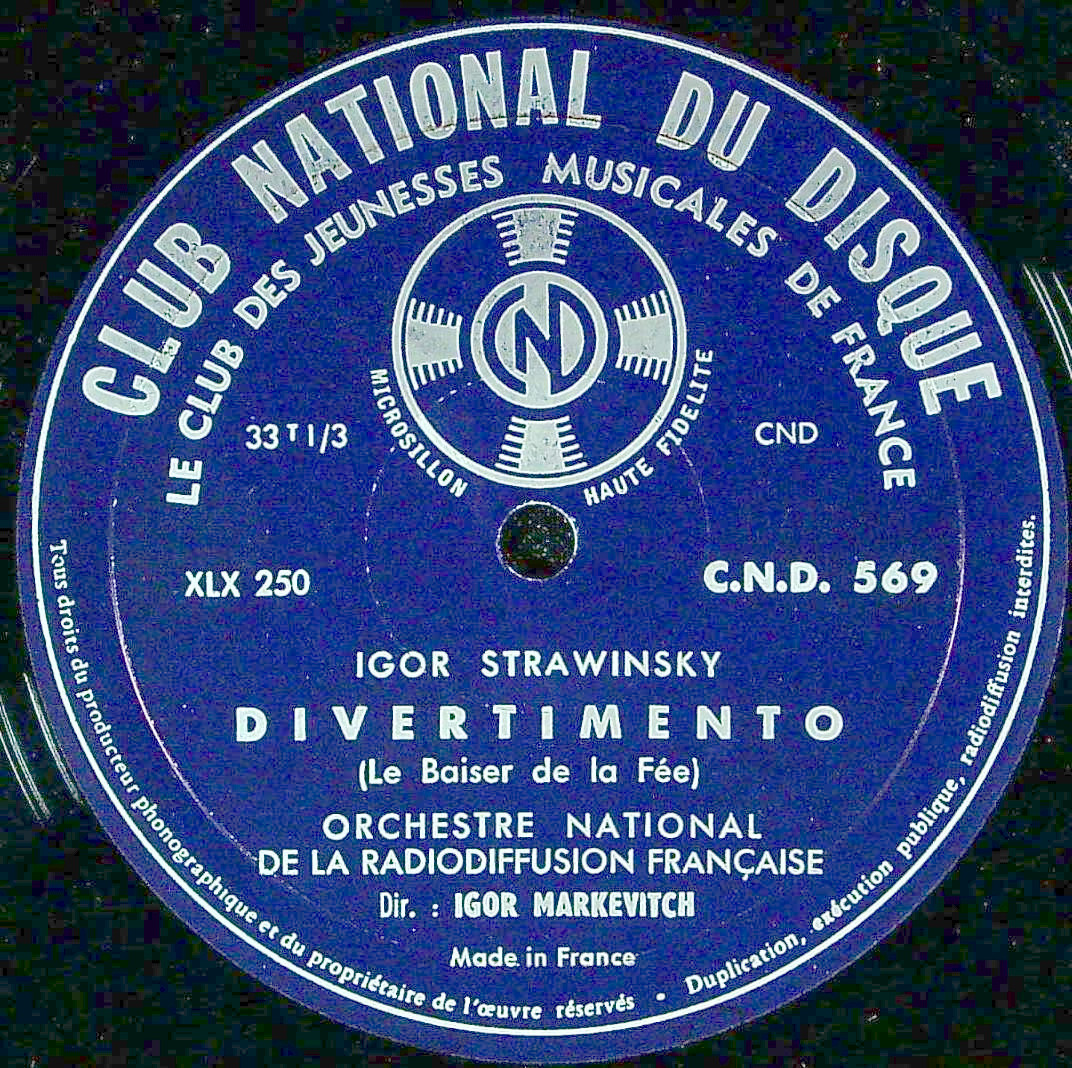 CLUB NATIONAL DU DISQUE
LE CLUB DES JEUNESSES MUSICALES DE FRANCE
N
MICROSILLON HAUTE FIDELITE
33 T 1/3
CND
XLX 250
C.N.D. 569
IGOR STRAWINSKY
DIVERTIMENTO
(Le Baiser de la Fée)
ORCHESTRE NATIONAL
DE LA RADIODIFFUSION FRANÇAISE
Dir. : IGOR MARKEVITCH
Made in France
Tous droits du producteur phonographique et du propriétaire de l'œuvre réservés • Duplication, exécution publique, radiodiffusion interdites.